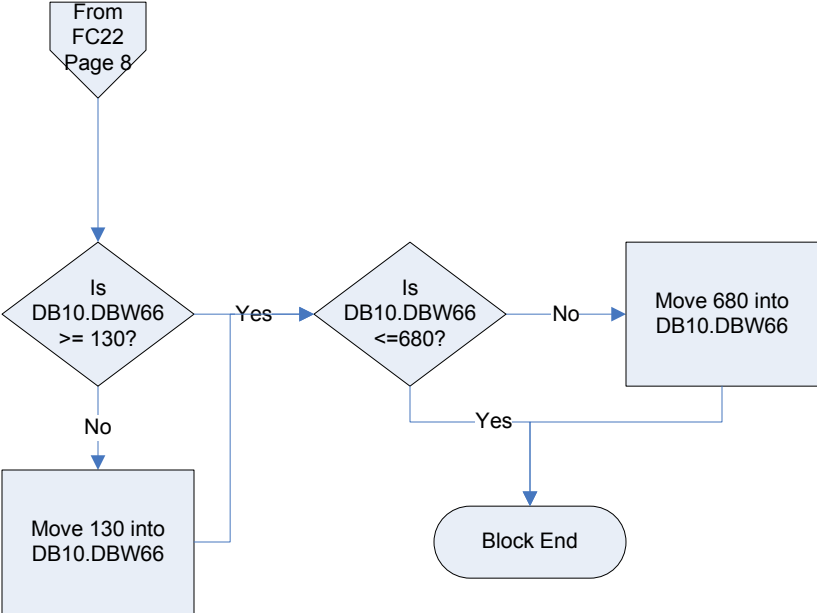 From
FC22
Page 8
Is
DB10.DBW66
>= 130?
Yes
Is
DB10.DBW66
<=680?
No
Move 680 into
DB10.DBW66
No
Yes
Move 130 into
DB10.DBW66
Block End